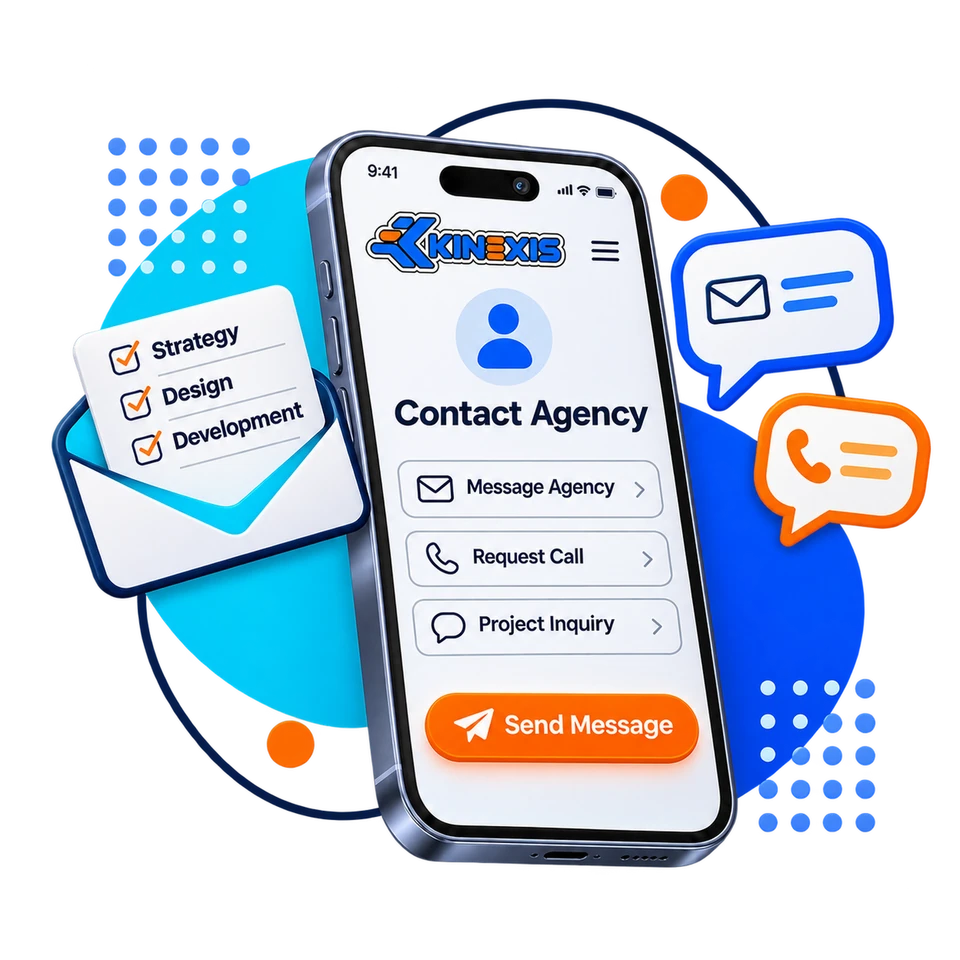 9:41
KINEXIS
Contact Agency
Message Agency
Request Call
Project Inquiry
Send Message
Strategy
Design
Development